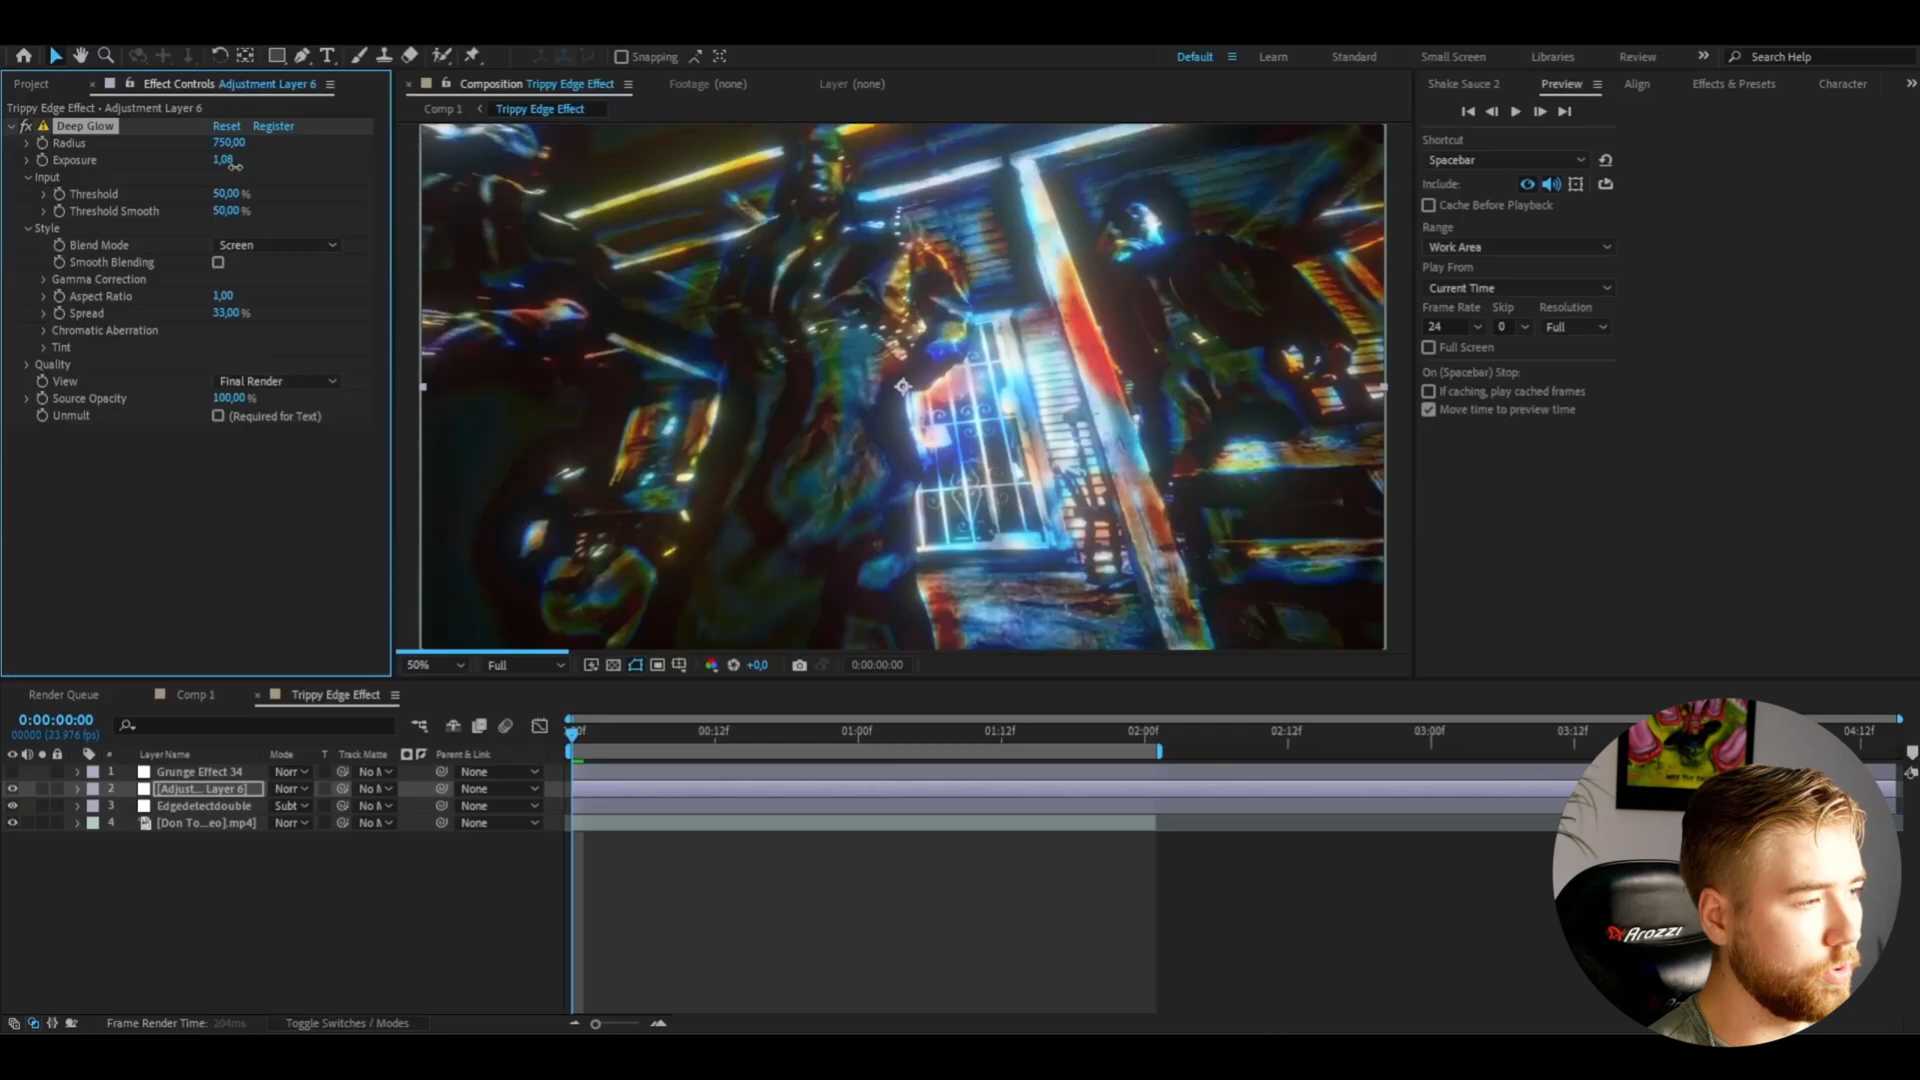 Snapping
Default
Learn
Standard
Small Screen
Libraries
Review
Search Help
Project
Effect Controls Adjustment Layer 6
Composition Trippy Edge Effect
Footage (none)
Layer (none)
Shake Sauce 2
Preview
Align
Effects & Presets
Character
Trippy Edge Effect • Adjustment Layer 6
Comp 1
Trippy Edge Effect
fx Deep Glow Reset Register
Radius 750,00
Exposure 1,08
Input
Threshold 50,00 %
Threshold Smooth 50,00 %
Style
Blend Mode Screen
Smooth Blending
Gamma Correction
Aspect Ratio 1,00
Spread 33,00 %
Chromatic Aberration
Tint
Quality
View Final Render
Source Opacity 100,00 %
Unmult (Required for Text)
Shortcut
Spacebar
Include:
Cache Before Playback
Range
Work Area
Play From
Current Time
Frame Rate Skip Resolution
24 0 Full
Full Screen
On (Spacebar) Stop:
If caching, play cached frames
Move time to preview time
50% Full +0,0 0:00:00:00
Render Queue
Comp 1
Trippy Edge Effect
0:00:00:00
00000 (23.976 fps)
00:12f 01:00f 01:12f 02:00f 02:12f 03:00f 03:12f 04:12f
# Layer Name Mode T Track Matte Parent & Link
1 Grunge Effect 34 Norr No M None
2 [Adjust... Layer 6] Norr No M None
3 Edgedetectdouble Subt No M None
4 [Don To...eo].mp4] Norr No M None
Frame Render Time: 204ms
Toggle Switches / Modes
Arozzi